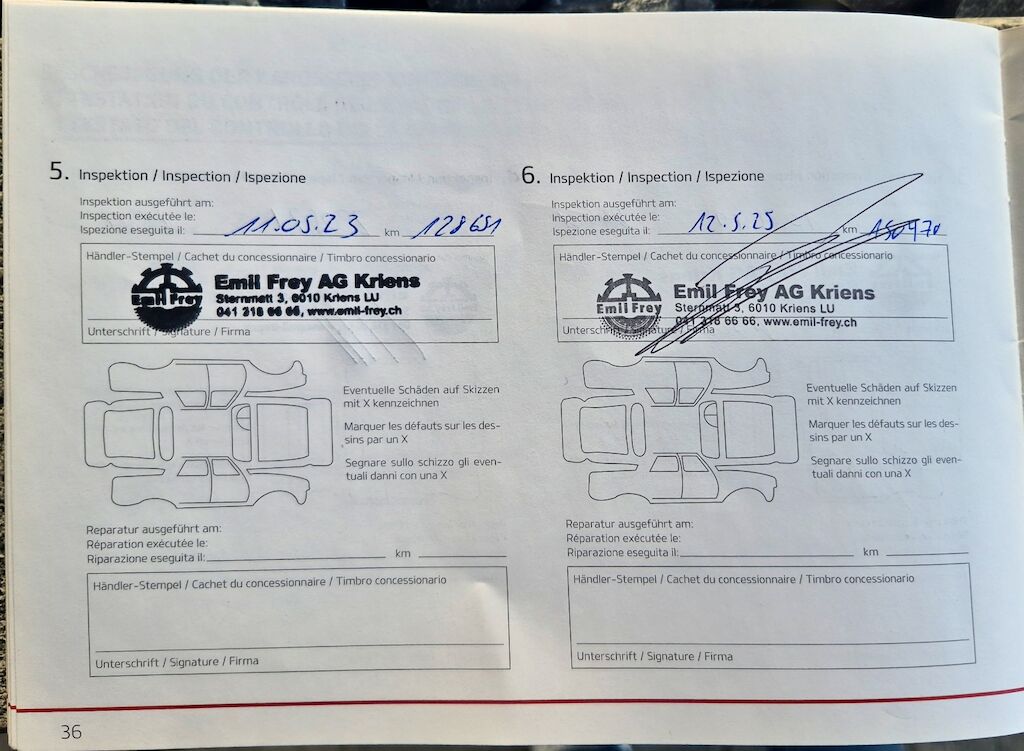 5. Inspektion / Inspection / Ispezione
Inspektion ausgeführt am:
Inspection exécutée le:
Ispezione eseguita il: 11.05.23 km 128651
Händler-Stempel / Cachet du concessionnaire / Timbro concessionario
Emil Frey
Emil Frey AG Kriens
Sternmatt 3, 6010 Kriens LU
041 318 66 66, www.emil-frey.ch
Unterschrift / Signature / Firma
Eventuelle Schäden auf Skizzen
mit X kennzeichnen
Marquer les défauts sur les des-
sins par un X
Segnare sullo schizzo gli even-
tuali danni con una X
Reparatur ausgeführt am:
Réparation exécutée le:
Riparazione eseguita il: km
Händler-Stempel / Cachet du concessionnaire / Timbro concessionario
Unterschrift / Signature / Firma
6. Inspektion / Inspection / Ispezione
Inspektion ausgeführt am:
Inspection exécutée le:
Ispezione eseguita il: 12.5.25 km 150970
Händler-Stempel / Cachet du concessionnaire / Timbro concessionario
Emil Frey
Emil Frey AG Kriens
Sternmatt 3, 6010 Kriens LU
041 318 66 66, www.emil-frey.ch
Unterschrift / Signature / Firma
Eventuelle Schäden auf Skizzen
mit X kennzeichnen
Marquer les défauts sur les des-
sins par un X
Segnare sullo schizzo gli even-
tuali danni con una X
Reparatur ausgeführt am:
Réparation exécutée le:
Riparazione eseguita il: km
Händler-Stempel / Cachet du concessionnaire / Timbro concessionario
Unterschrift / Signature / Firma
36